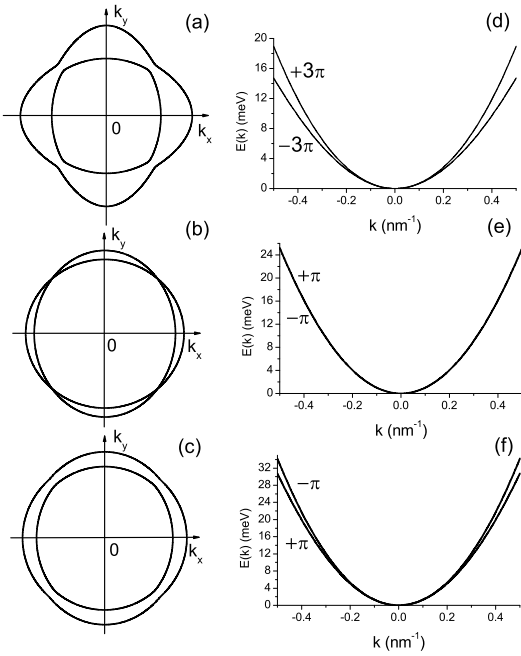 (a)
k_y
0
k_x
(d)
20
16
12
8
4
0
E(k) (meV)
+3π
−3π
-0.4 -0.2 0.0 0.2 0.4
k (nm⁻¹)
(b)
k_y
0
k_x
(e)
24
20
16
12
8
4
0
E(k) (meV)
+π
−π
-0.4 -0.2 0.0 0.2 0.4
k (nm⁻¹)
(c)
k_y
0
k_x
(f)
32
28
24
20
16
12
8
4
0
E(k) (meV)
−π
+π
-0.4 -0.2 0.0 0.2 0.4
k (nm⁻¹)